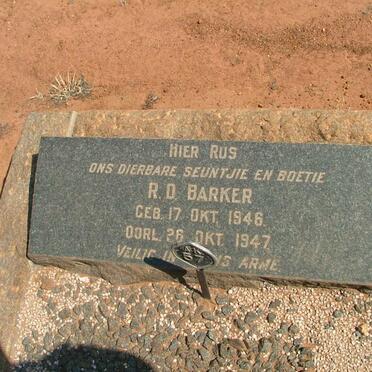 HIER RUS
ONS DIERBARE SEUNTJIE EN BOETIE
R.D. BARKER
GEB. 17. OKT. 1946.
OORL. 26. OKT. 1947.
VEILIG ARME